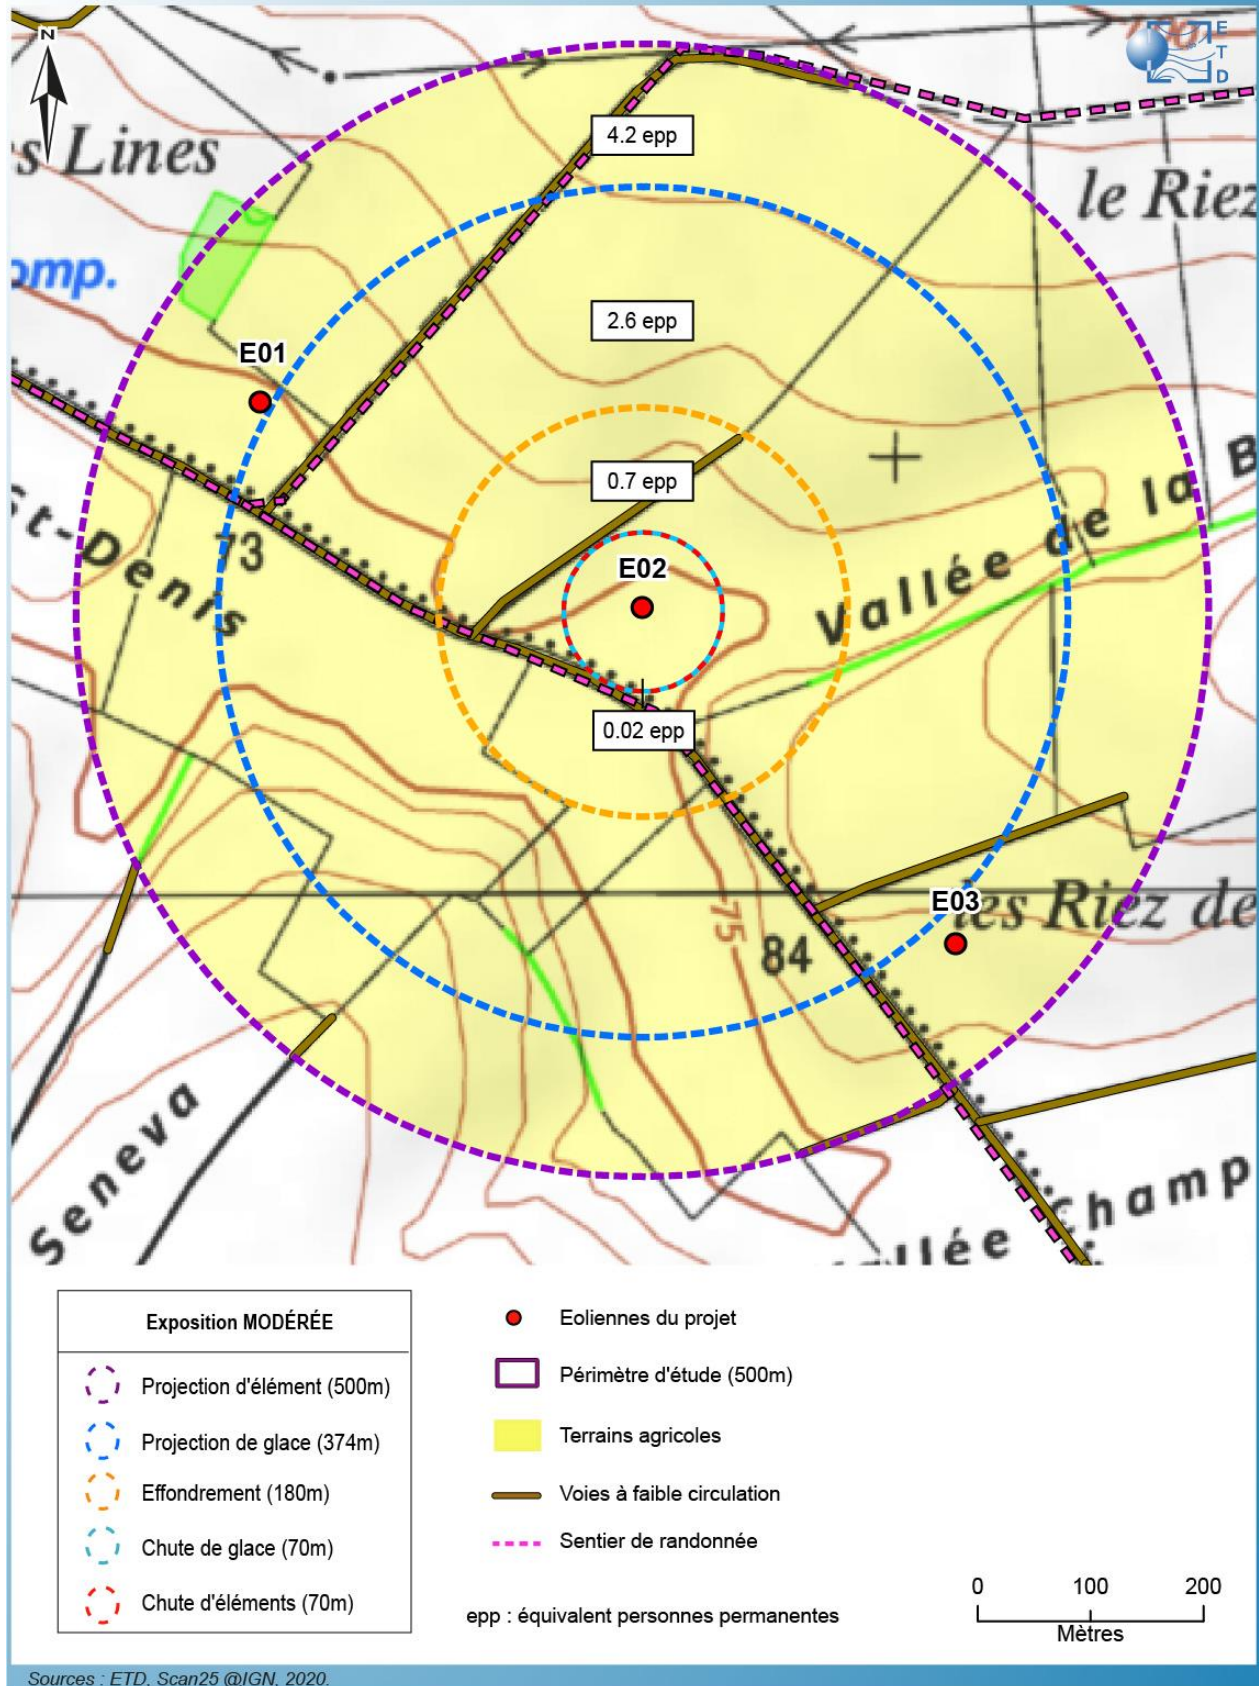 N
E
T
D
s Lines
4.2 epp
le Riez
omp.
2.6 epp
E01
0.7 epp
Vallée de la B
St-Denis
73
E02
0.02 epp
E03
les Riez de
75
84
Seneva
Vallée Champ
Exposition MODÉRÉE
Projection d'élément (500m)
Projection de glace (374m)
Effondrement (180m)
Chute de glace (70m)
Chute d'éléments (70m)
Eoliennes du projet
Périmètre d'étude (500m)
Terrains agricoles
Voies à faible circulation
Sentier de randonnée
epp : équivalent personnes permanentes
0 100 200
Mètres
Sources : ETD, Scan25 @IGN, 2020.